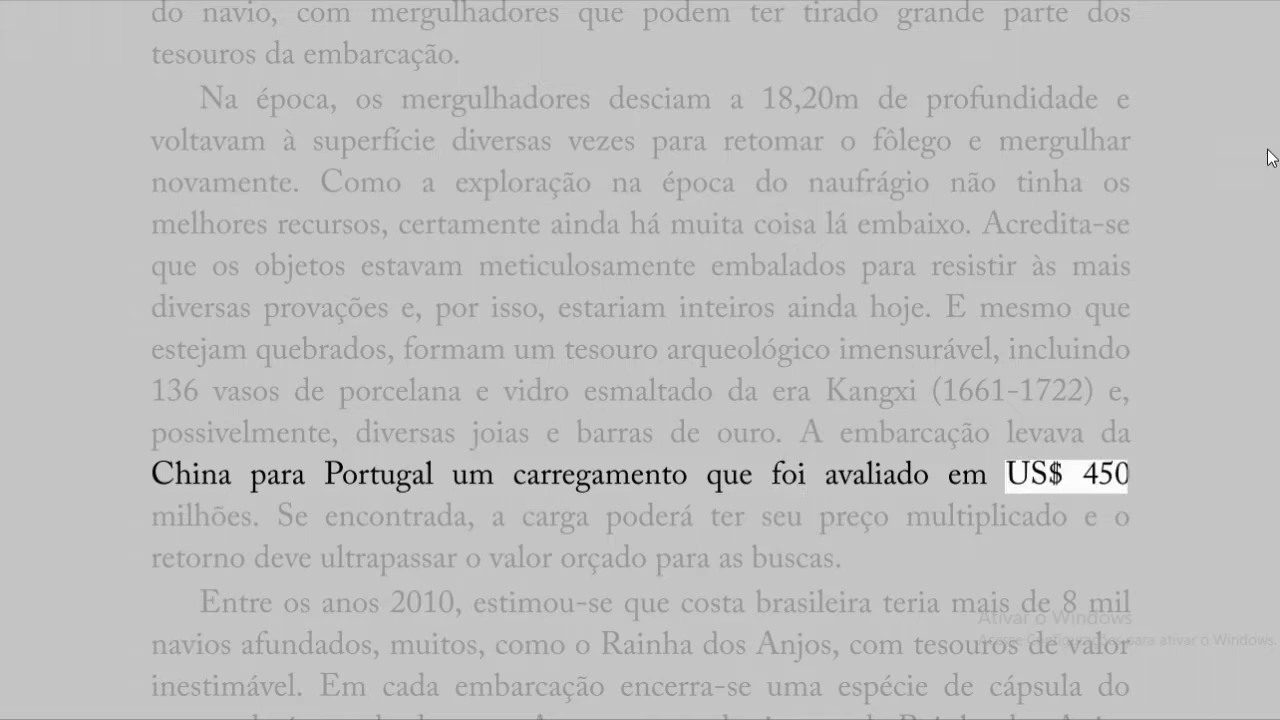 do navio, com mergulhadores que podem ter tirado grande parte dos
tesouros da embarcação.
Na época, os mergulhadores desciam a 18,20m de profundidade e
voltavam à superfície diversas vezes para retomar o fôlego e mergulhar
novamente. Como a exploração na época do naufrágio não tinha os
melhores recursos, certamente ainda há muita coisa lá embaixo. Acredita-se
que os objetos estavam meticulosamente embalados para resistir às mais
diversas provações e, por isso, estariam inteiros ainda hoje. E mesmo que
estejam quebrados, formam um tesouro arqueológico imensurável, incluindo
136 vasos de porcelana e vidro esmaltado da era Kangxi (1661-1722) e,
possivelmente, diversas joias e barras de ouro. A embarcação levava da
China para Portugal um carregamento que foi avaliado em US$ 450
milhões. Se encontrada, a carga poderá ter seu preço multiplicado e o
retorno deve ultrapassar o valor orçado para as buscas.
Entre os anos 2010, estimou-se que costa brasileira teria mais de 8 mil
Ativar o Windows
navios afundados, muitos, como o Rainha dos Anjos, com tesouros de valor
Acesse Configurações para ativar o Windows.
inestimável. Em cada embarcação encerra-se uma espécie de cápsula do